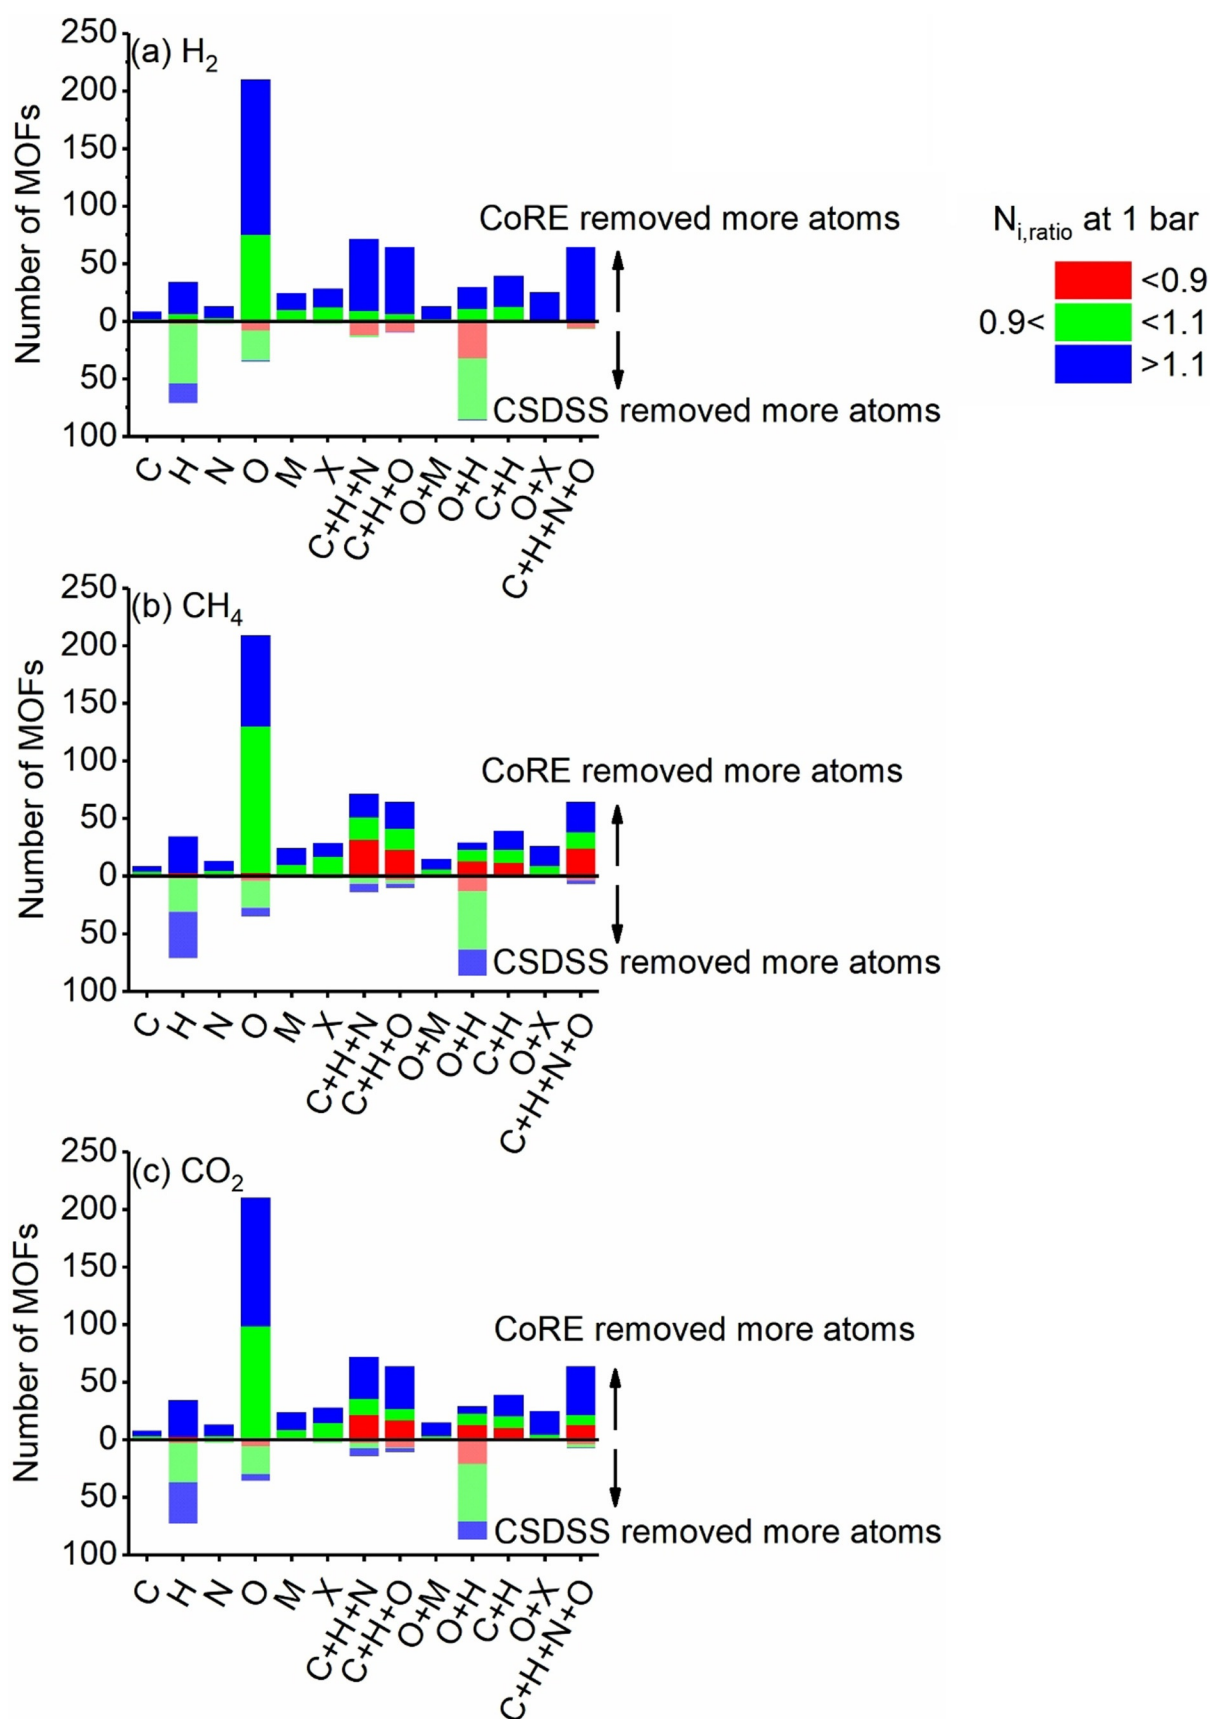 (a) H2
Number of MOFs
250
200
150
100
50
0
50
100
CoRE removed more atoms
CSDSS removed more atoms
C H N O M X C+H+N C+H+O O+M O+H C+H O+X C+H+N+O
Ni,ratio at 1 bar
<0.9
0.9< <1.1
>1.1
(b) CH4
Number of MOFs
250
200
150
100
50
0
50
100
CoRE removed more atoms
CSDSS removed more atoms
C H N O M X C+H+N C+H+O O+M O+H C+H O+X C+H+N+O
(c) CO2
Number of MOFs
250
200
150
100
50
0
50
100
CoRE removed more atoms
CSDSS removed more atoms
C H N O M X C+H+N C+H+O O+M O+H C+H O+X C+H+N+O